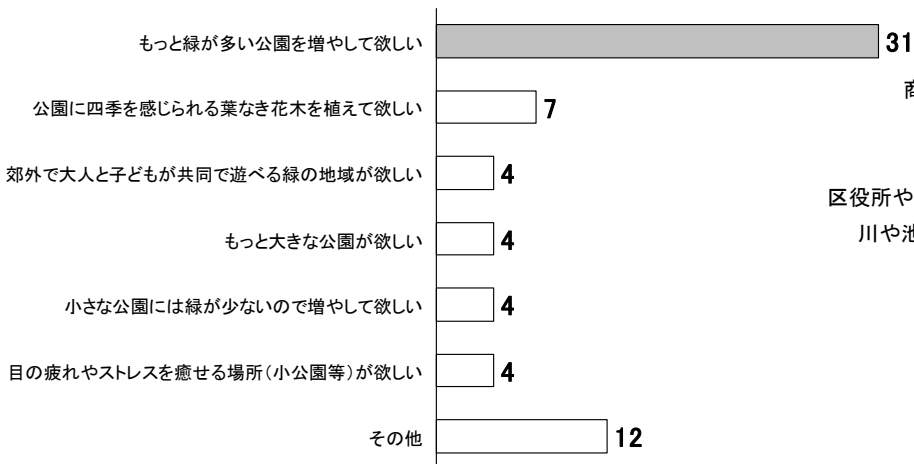 もっと緑が多い公園を増やして欲しい 31
商
公園に四季を感じられる葉なき花木を植えて欲しい 7
郊外で大人と子どもが共同で遊べる緑の地域が欲しい 4
区役所や
もっと大きな公園が欲しい 4
川や池
小さな公園には緑が少ないので増やして欲しい 4
目の疲れやストレスを癒せる場所(小公園等)が欲しい 4
その他 12